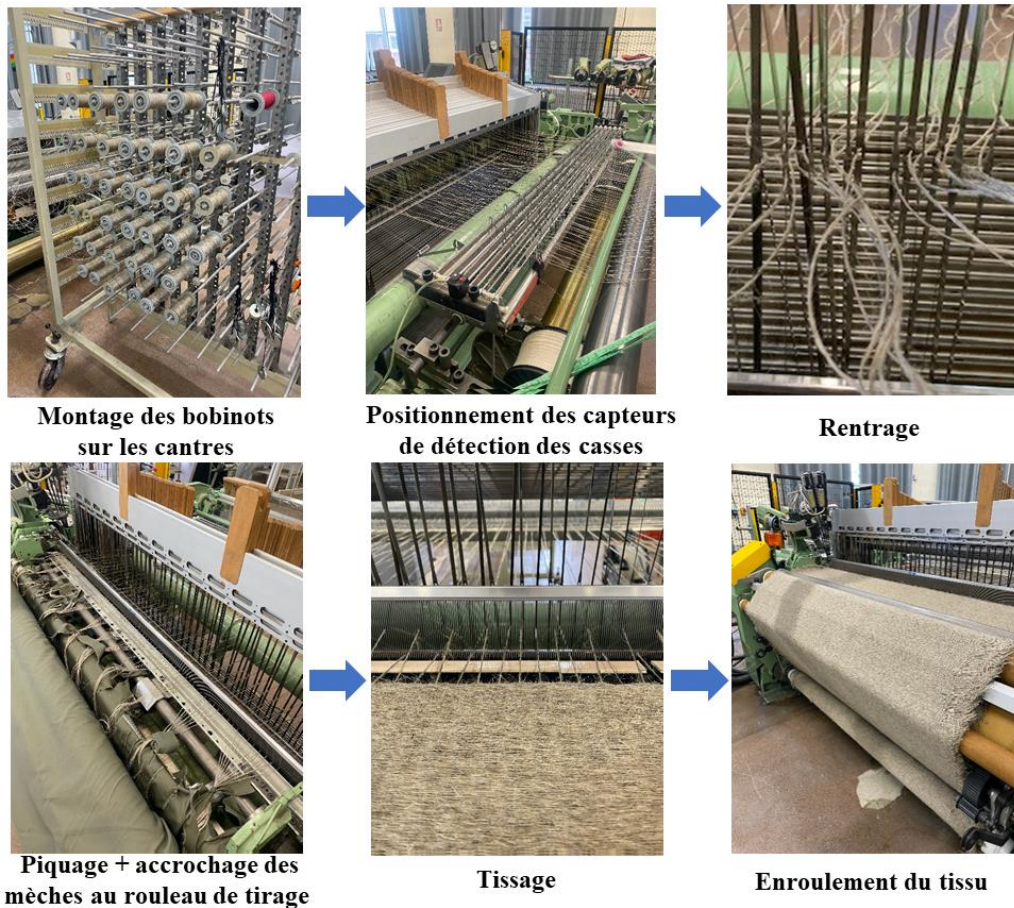 Montage des bobinots
sur les cantres
Positionnement des capteurs
de détection des casses
Rentrage
Piquage + accrochage des
mèches au rouleau de tirage
Tissage
Enroulement du tissu